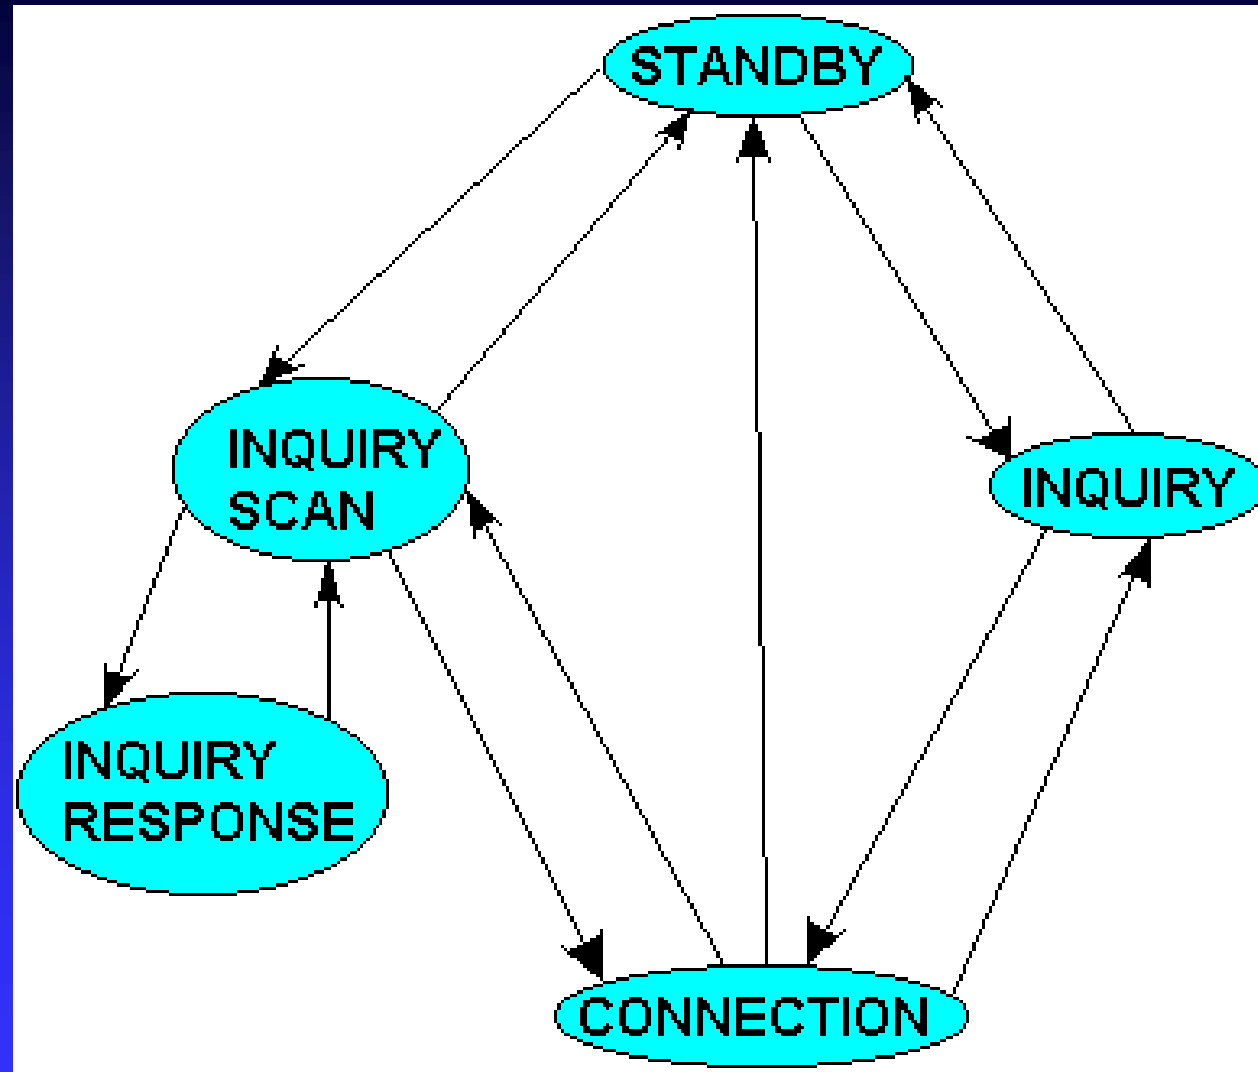 STANDBY
INQUIRY
SCAN
INQUIRY
INQUIRY
RESPONSE
CONNECTION